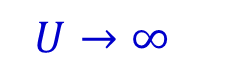 U → ∞